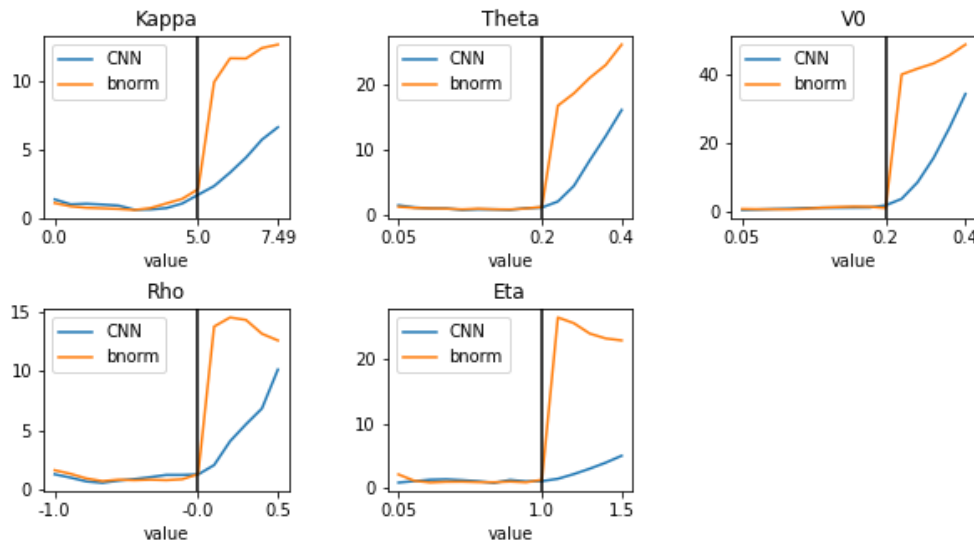 Kappa
CNN
bnorm
10
5
0
0.0 5.0 7.49
value
Theta
CNN
bnorm
20
10
0
0.05 0.2 0.4
value
V0
CNN
bnorm
40
20
0
0.05 0.2 0.4
value
Rho
CNN
bnorm
15
10
5
0
-1.0 -0.0 0.5
value
Eta
CNN
bnorm
20
10
0
0.05 1.0 1.5
value